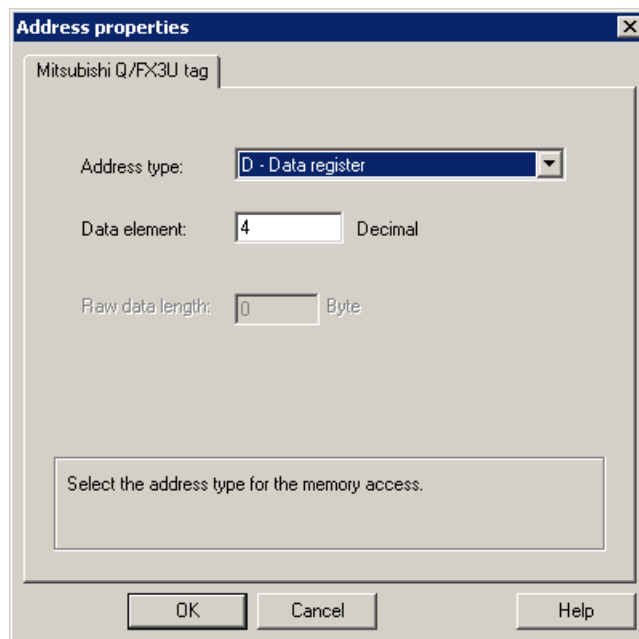 Address properties
Mitsubishi Q/FX3U tag
Address type: D - Data register
Data element: 4 Decimal
Raw data length: 0 Byte
Select the address type for the memory access.
OK Cancel Help